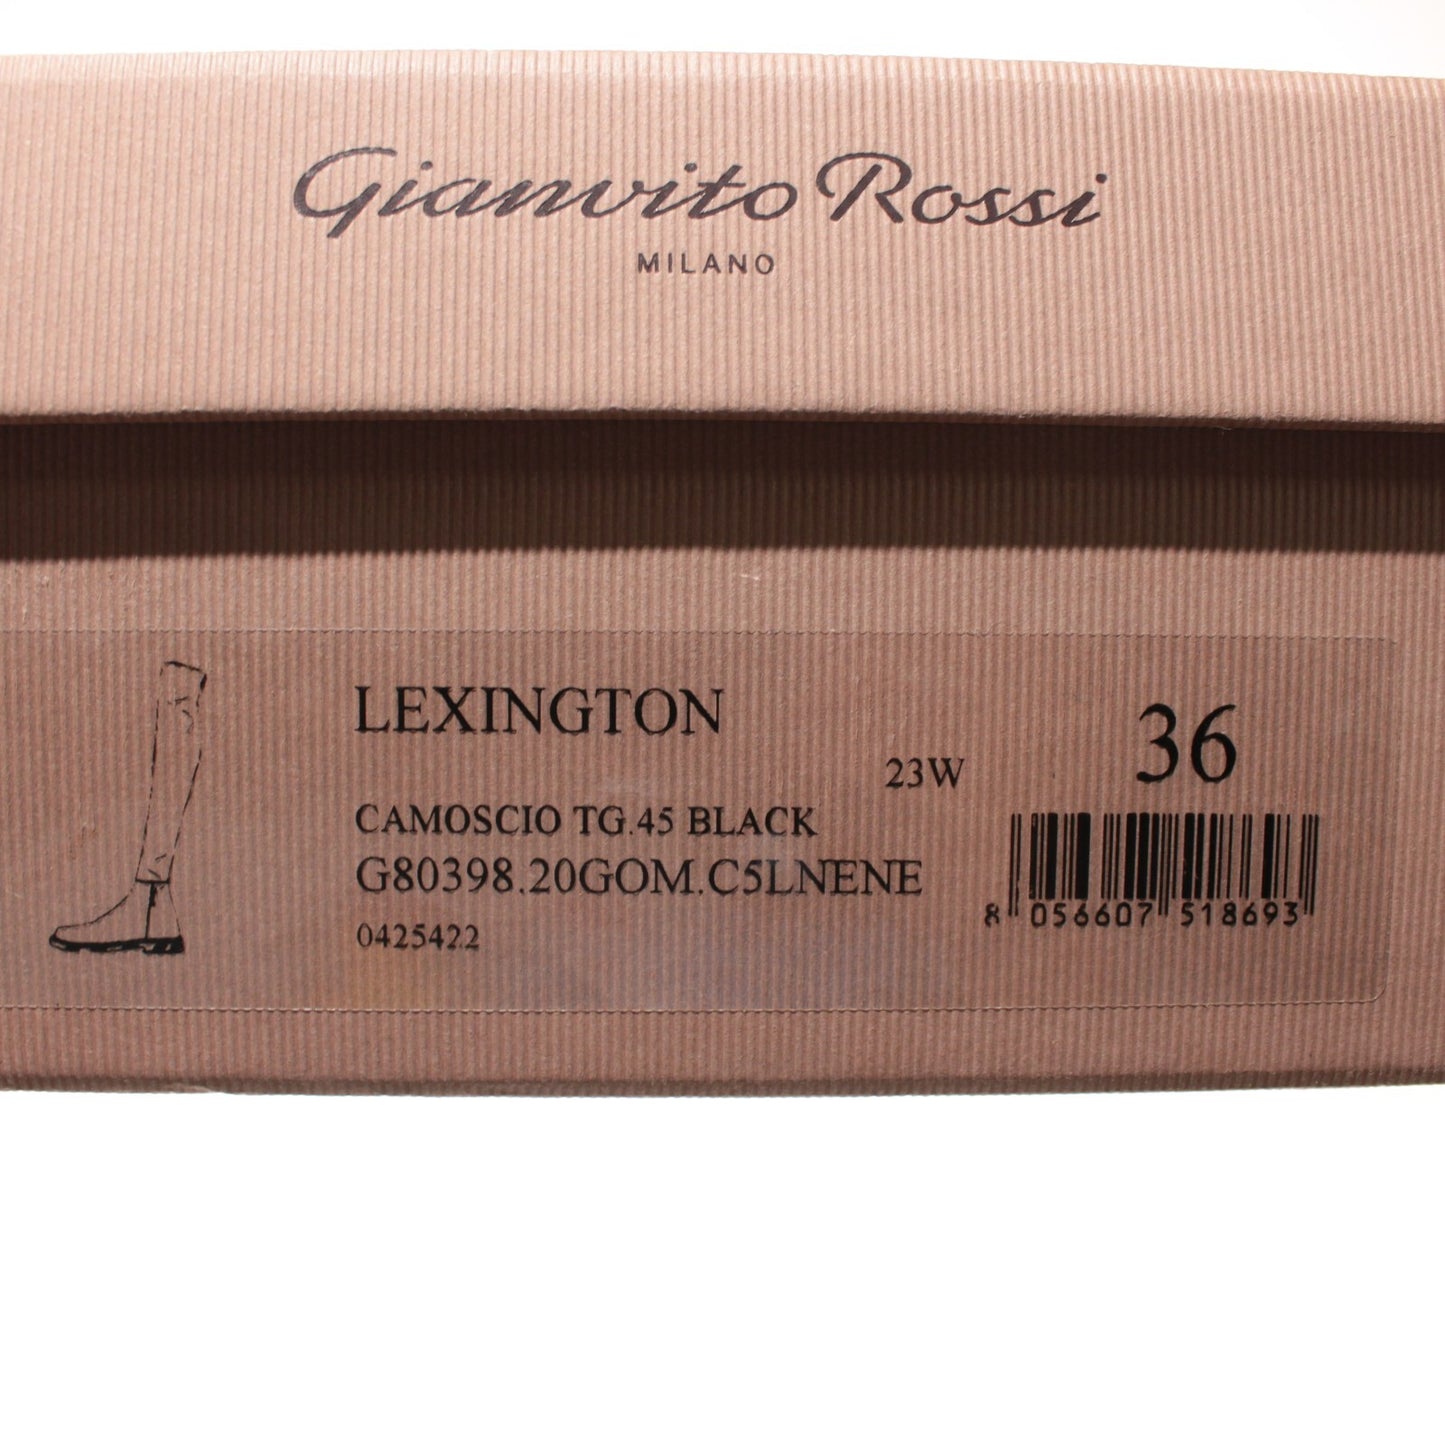 Gianvito Rossi
MILANO
LEXINGTON
23W
36
CAMOSCIO TG.45 BLACK
G80398.20GOM.C5LNENE
0425422
8 056607 518693